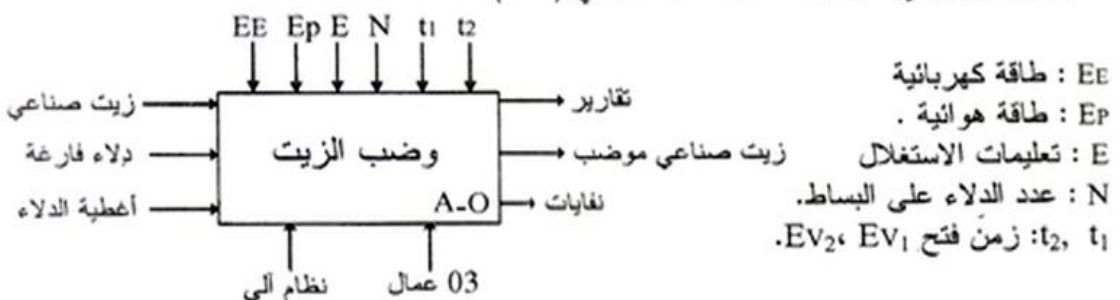 EE Ep E N t1 t2
زيت صناعي
دلاء فارغة
أغطية الدلاء
وضب الزيت
A-O
تقارير
زيت صناعي موضب
نفايات
نظام آلي
03 عمال
EE : طاقة كهربائية
EP : طاقة هوائية .
E : تعليمات الاستغلال
N : عدد الدلاء على البساط.
t₂, t₁: زمن فتح Ev₂، Ev₁.